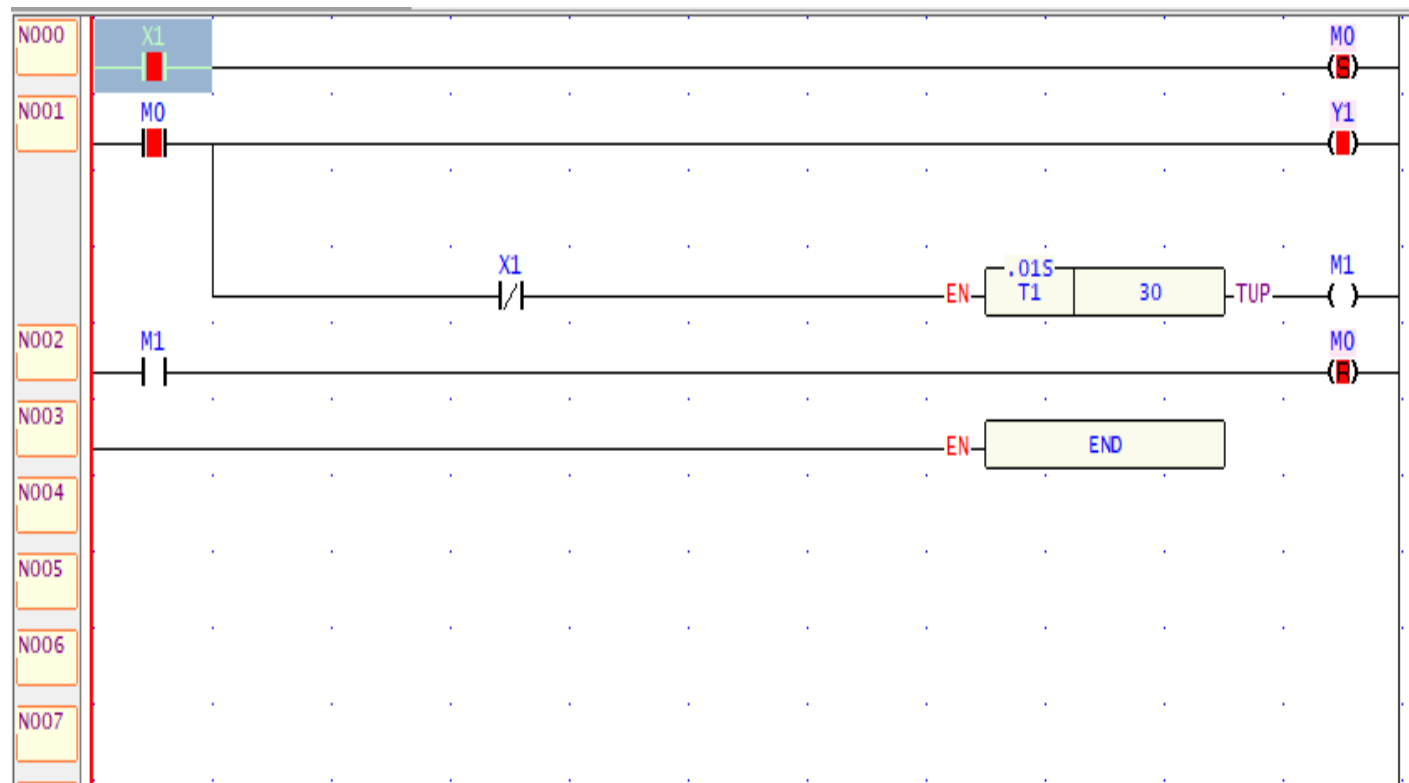 N000 X1 M0
(S)
N001 M0 Y1
X1 .01S M1
EN T1 30 TUP
N002 M1 M0
(R)
N003
EN END
N004
N005
N006
N007